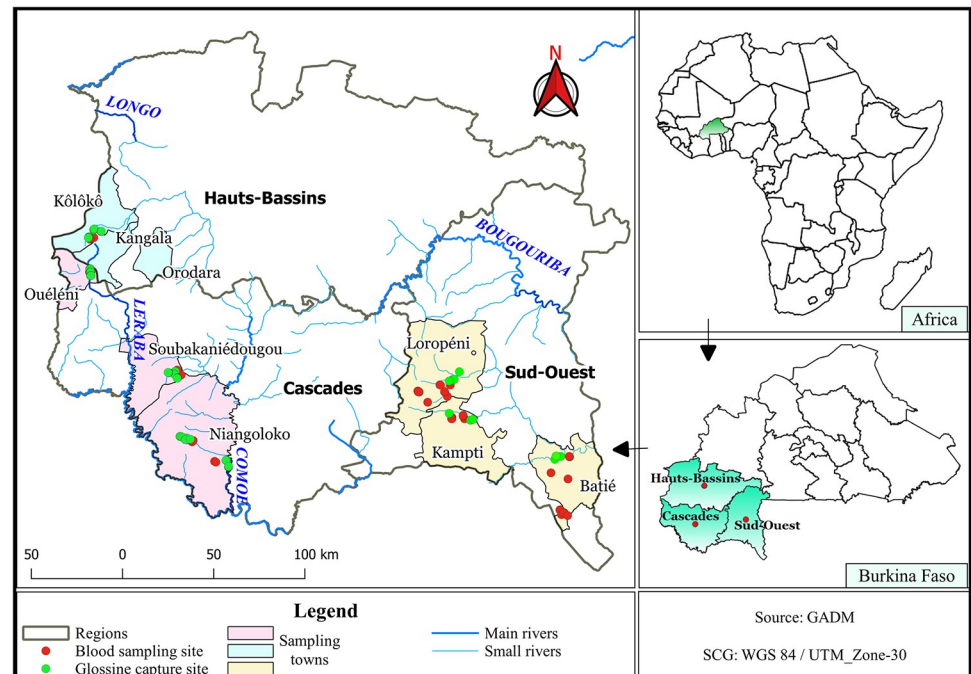 N
LONGO
Kôlôkô
Hauts-Bassins
Kangala
BOUGOURIBA
Orodara
Ouéléni
LERABA
Soubakaniédougou
Loropéni
Sud-Ouest
Cascades
Niangoloko
Kampti
COMOE
Batié
50 0 50 100 km
Africa
Hauts-Bassins
Cascades
Sud-Ouest
Burkina Faso
Legend
Regions
Blood sampling site
Glossine capture site
Sampling
towns
Main rivers
Small rivers
Source: GADM
SCG: WGS 84 / UTM_Zone-30